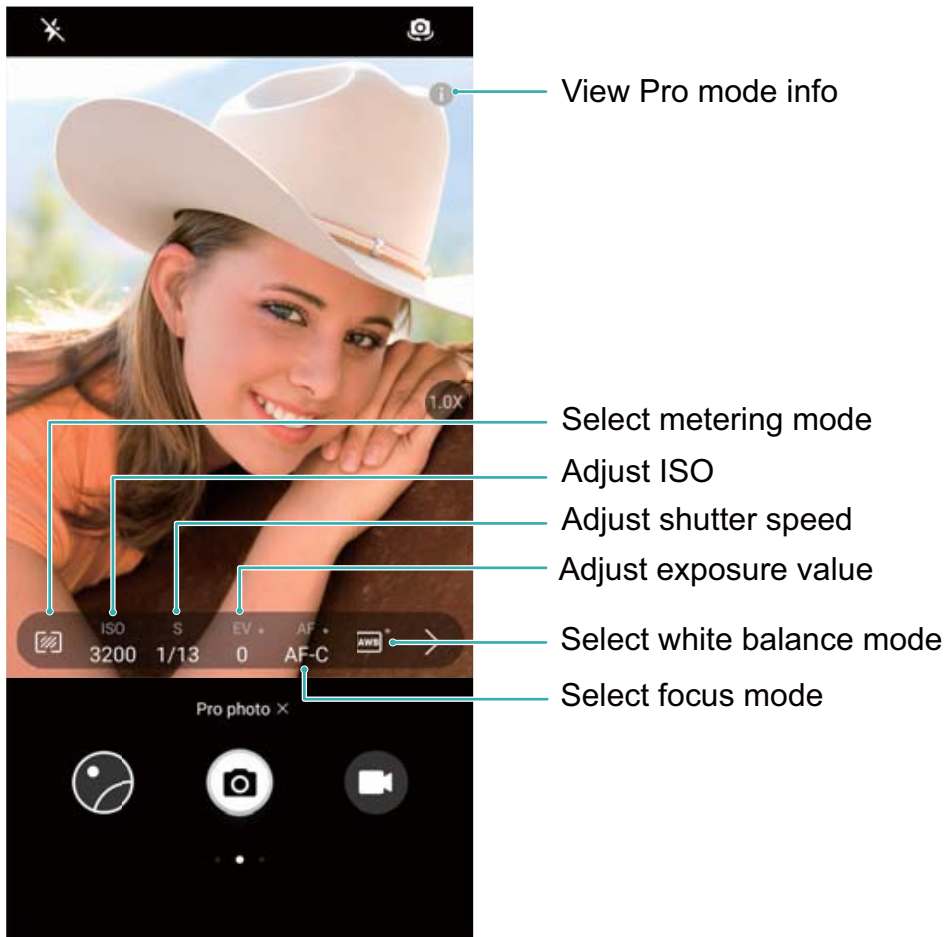 i
View Pro mode info
1.0X
Select metering mode
Adjust ISO
Adjust shutter speed
Adjust exposure value
ISO S EV AF
3200 1/13 0 AF-C AWB
Select white balance mode
Select focus mode
Pro photo ×